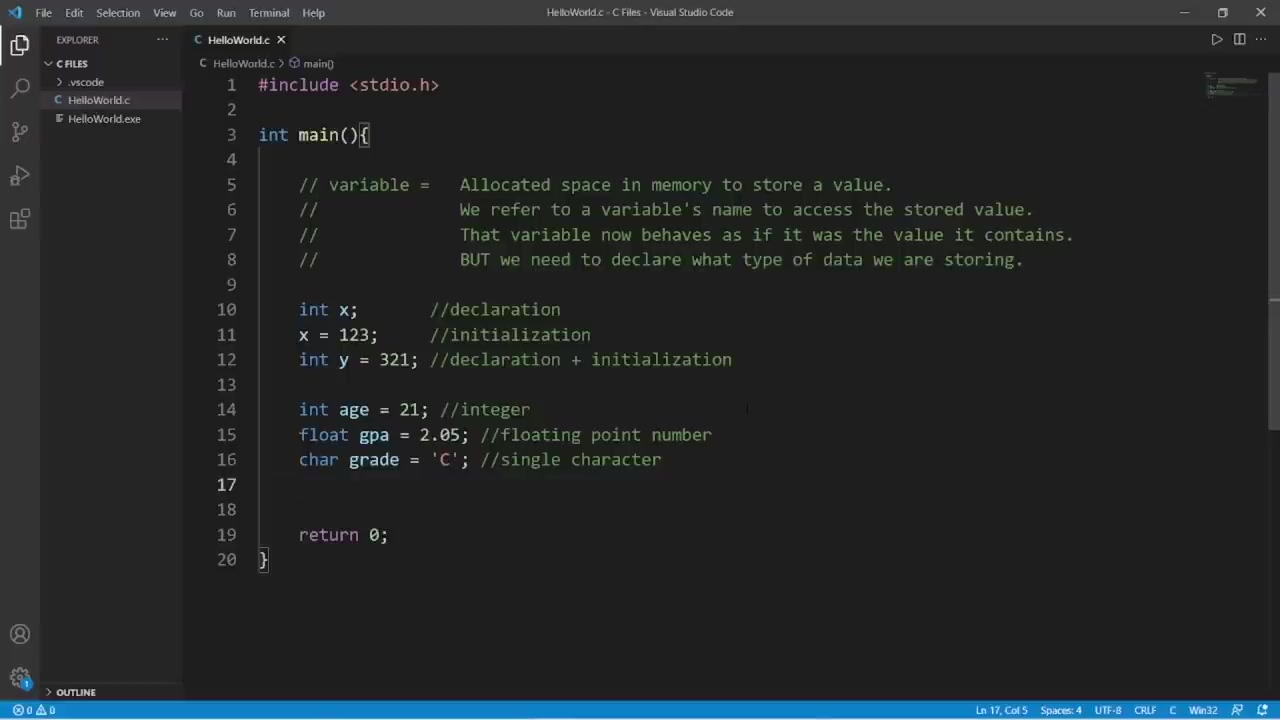 File Edit Selection View Go Run Terminal Help
HelloWorld.c - C Files - Visual Studio Code
EXPLORER
HelloWorld.c
C FILES
.vscode
HelloWorld.c
HelloWorld.exe
HelloWorld.c > main()
1 #include <stdio.h>
2
3 int main(){
4
5 // variable = Allocated space in memory to store a value.
6 // We refer to a variable's name to access the stored value.
7 // That variable now behaves as if it was the value it contains.
8 // BUT we need to declare what type of data we are storing.
9
10 int x; //declaration
11 x = 123; //initialization
12 int y = 321; //declaration + initialization
13
14 int age = 21; //integer
15 float gpa = 2.05; //floating point number
16 char grade = 'C'; //single character
17
18
19 return 0;
20 }
1
OUTLINE
0 0 Ln 17, Col 5 Spaces: 4 UTF-8 CRLF C Win32